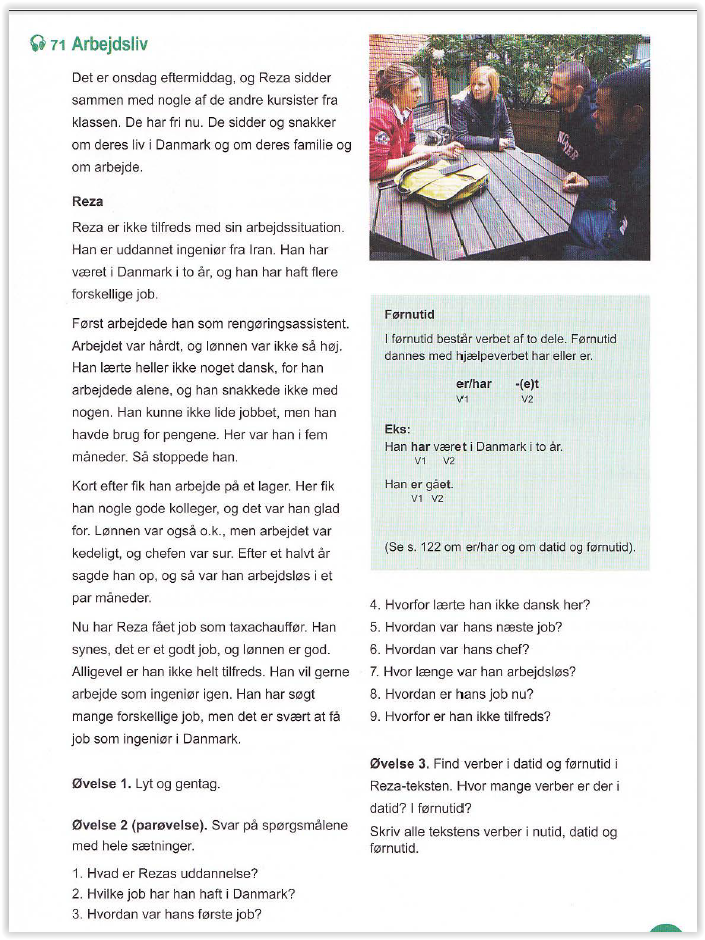 71 Arbejdsliv
Det er onsdag eftermiddag, og Reza sidder
sammen med nogle af de andre kursister fra
klassen. De har fri nu. De sidder og snakker
om deres liv i Danmark og om deres familie og
om arbejde.
Reza
Reza er ikke tilfreds med sin arbejdssituation.
Han er uddannet ingeniør fra Iran. Han har
været i Danmark i to år, og han har haft flere
forskellige job.
Først arbejdede han som rengøringsassistent.
Arbejdet var hårdt, og lønnen var ikke så høj.
Han lærte heller ikke noget dansk, for han
arbejdede alene, og han snakkede ikke med
nogen. Han kunne ikke lide jobbet, men han
havde brug for pengene. Her var han i fem
måneder. Så stoppede han.
Kort efter fik han arbejde på et lager. Her fik
han nogle gode kolleger, og det var han glad
for. Lønnen var også o.k., men arbejdet var
kedeligt, og chefen var sur. Efter et halvt år
sagde han op, og så var han arbejdsløs i et
par måneder.
Nu har Reza fået job som taxachauffør. Han
synes, det er et godt job, og lønnen er god.
Alligevel er han ikke helt tilfreds. Han vil gerne
arbejde som ingeniør igen. Han har søgt
mange forskellige job, men det er svært at få
job som ingeniør i Danmark.
Øvelse 1. Lyt og gentag.
Øvelse 2 (parøvelse). Svar på spørgsmålene
med hele sætninger.
1. Hvad er Rezas uddannelse?
2. Hvilke job har han haft i Danmark?
3. Hvordan var hans første job?
Førnutid
I førnutid består verbet af to dele. Førnutid
dannes med hjælpeverbet har eller er.
er/har -(e)t
V1 V2
Eks:
Han har været i Danmark i to år.
V1 V2
Han er gået.
V1 V2
(Se s. 122 om er/har og om datid og førnutid).
4. Hvorfor lærte han ikke dansk her?
5. Hvordan var hans næste job?
6. Hvordan var hans chef?
7. Hvor længe var han arbejdsløs?
8. Hvordan er hans job nu?
9. Hvorfor er han ikke tilfreds?
Øvelse 3. Find verber i datid og førnutid i
Reza-teksten. Hvor mange verber er der i
datid? I førnutid?
Skriv alle tekstens verber i nutid, datid og
førnutid.